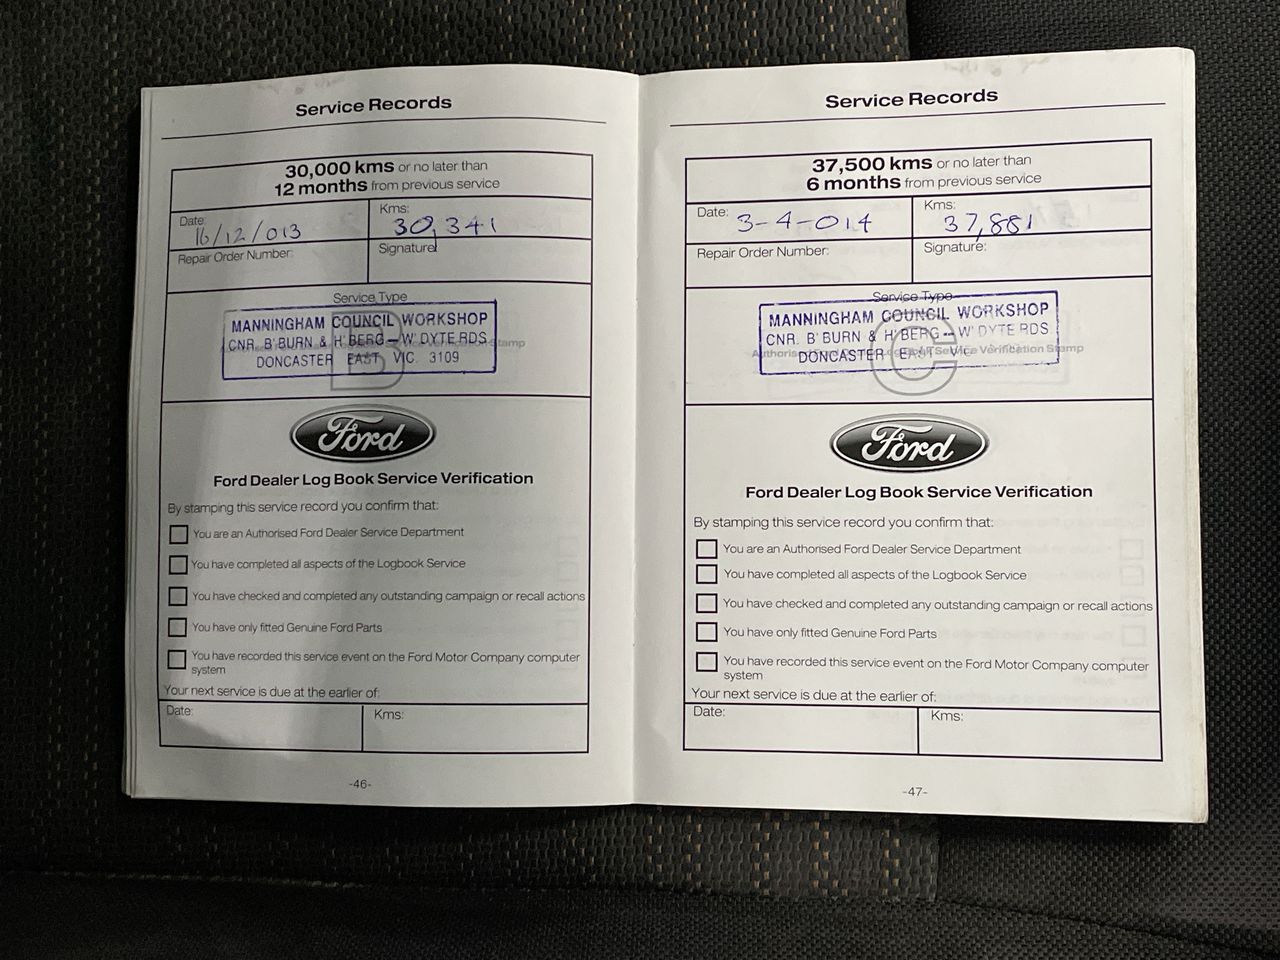 Service Records
30,000 kms or no later than
12 months from previous service
Date: 16/12/013
Kms: 30,341
Repair Order Number:
Signature:
Service Type
B
MANNINGHAM COUNCIL WORKSHOP
CNR. B'BURN & H'BERG – W'DYTE RDS
DONCASTER EAST VIC. 3109
Ford
Ford Dealer Log Book Service Verification
By stamping this service record you confirm that:
You are an Authorised Ford Dealer Service Department
You have completed all aspects of the Logbook Service
You have checked and completed any outstanding campaign or recall actions
You have only fitted Genuine Ford Parts
You have recorded this service event on the Ford Motor Company computer
system
Your next service is due at the earlier of:
Date:
Kms:
-46-
Service Records
37,500 kms or no later than
6 months from previous service
Date: 3-4-014
Kms: 37,881
Repair Order Number:
Signature:
Service Type
C
MANNINGHAM COUNCIL WORKSHOP
CNR. B'BURN & H'BERG – W'DYTE RDS
Service Verification Stamp
DONCASTER EAST VIC
Ford
Ford Dealer Log Book Service Verification
By stamping this service record you confirm that:
You are an Authorised Ford Dealer Service Department
You have completed all aspects of the Logbook Service
You have checked and completed any outstanding campaign or recall actions
You have only fitted Genuine Ford Parts
You have recorded this service event on the Ford Motor Company computer
system
Your next service is due at the earlier of:
Date:
Kms:
-47-